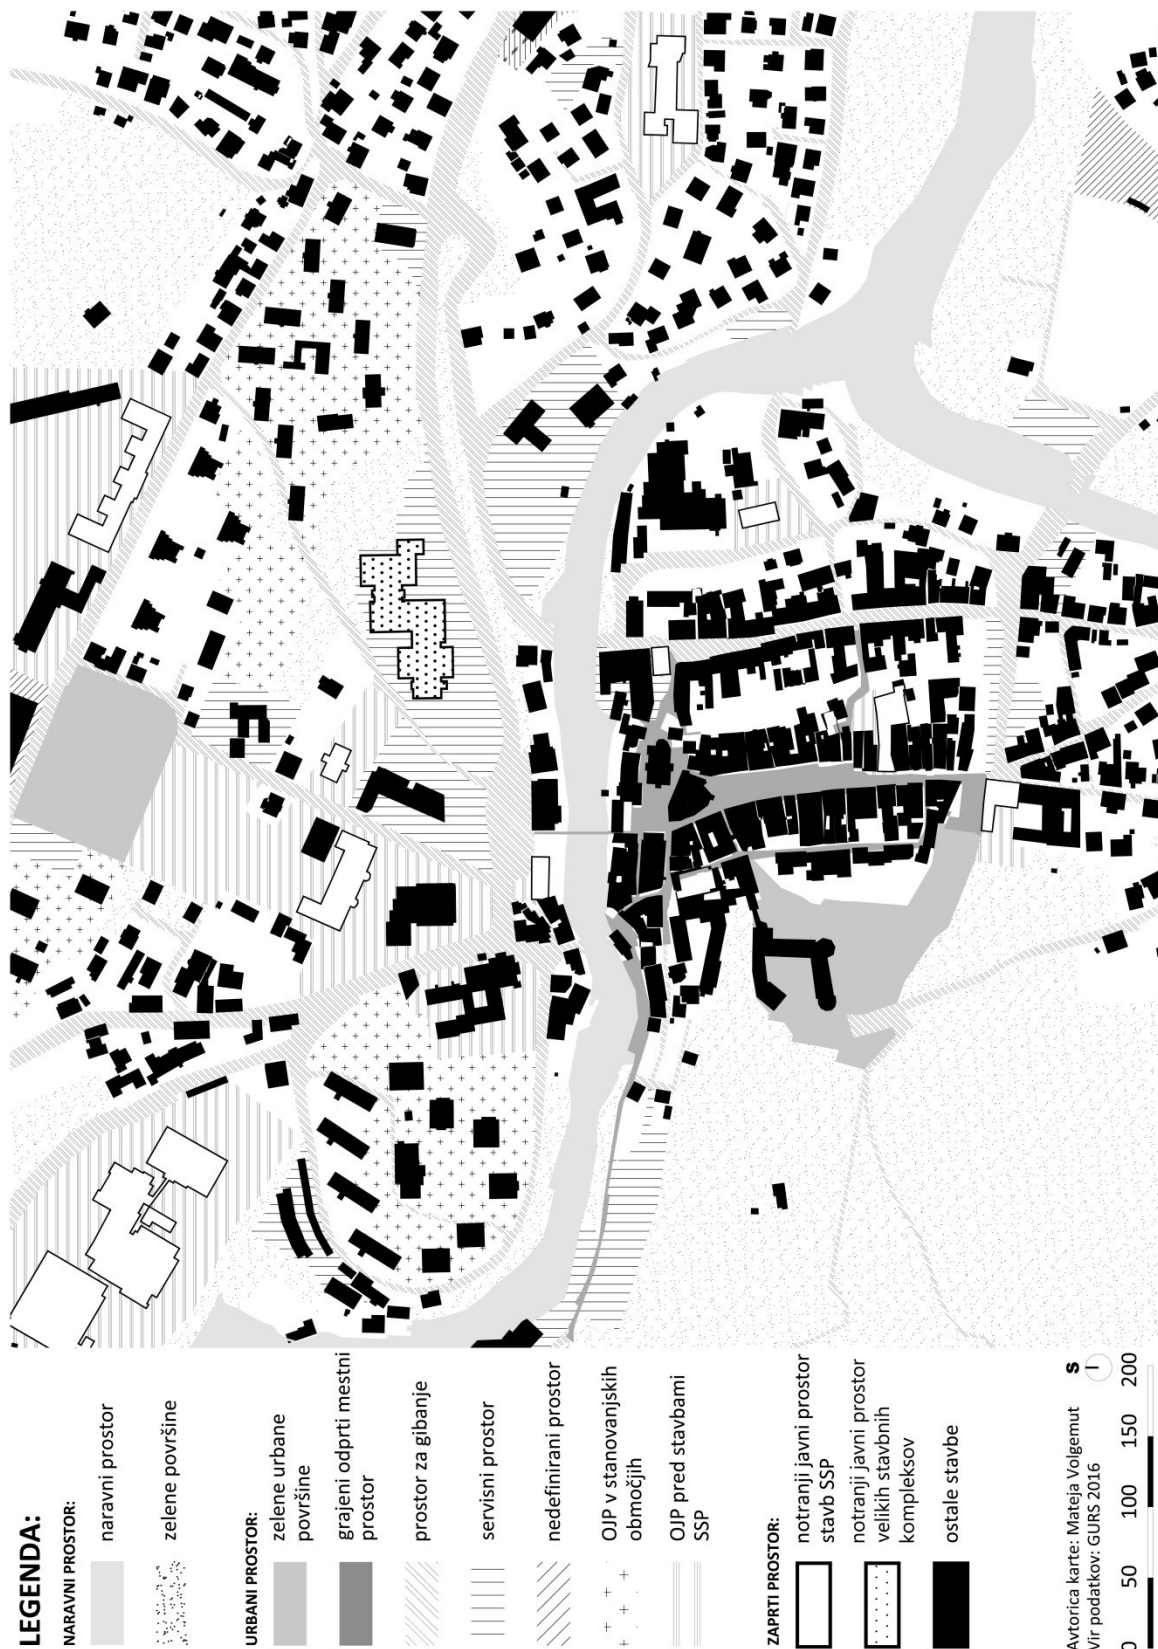 LEGENDA:
NARAVNI PROSTOR:
naravni prostor
zelene površine
URBANI PROSTOR:
zelene urbane
površine
grajeni odprti mestni
prostor
prostor za gibanje
servisni prostor
nedefinirani prostor
OJP v stanovanjskih
območjih
OJP pred stavbami
SSP
ZAPRTI PROSTOR:
notranji javni prostor
stavb SSP
notranji javni prostor
velikih stavbnih
kompleksov
ostale stavbe
Avtorica karte: Mateja Volgemut
Vir podatkov: GURS 2016
S
0 50 100 150 200